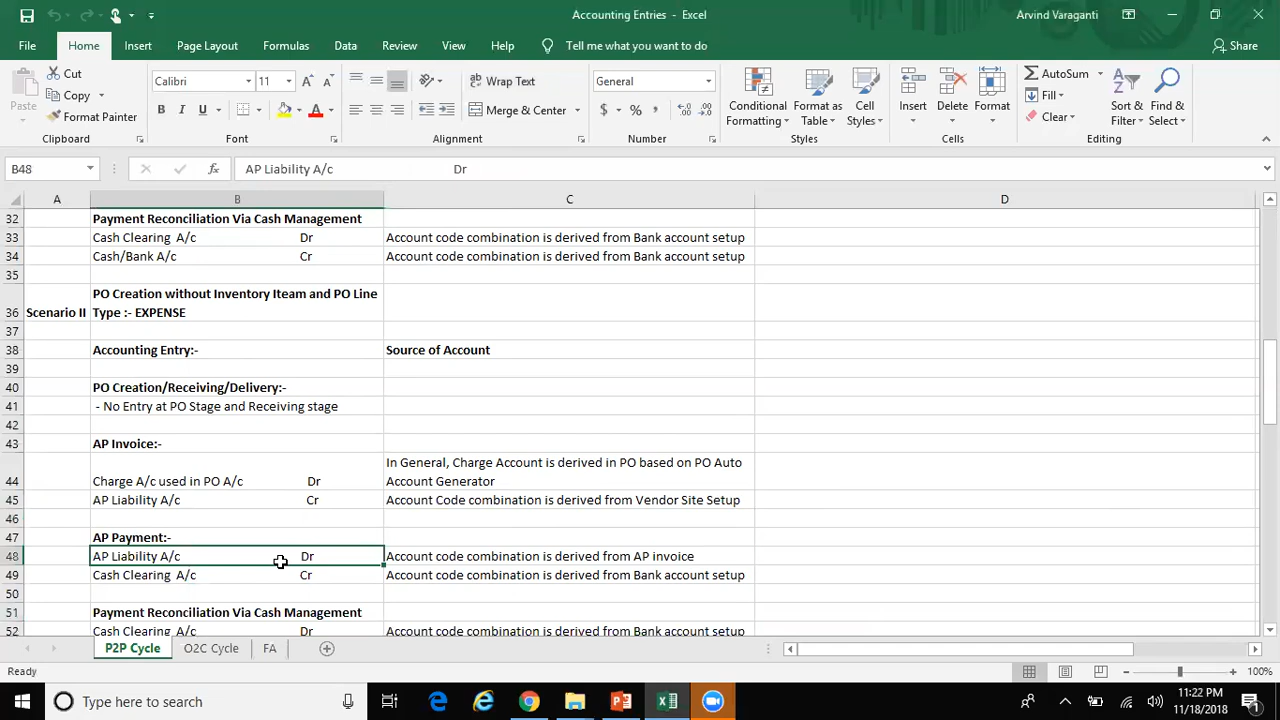 Accounting Entries - Excel
Arvind Varaganti
File Home Insert Page Layout Formulas Data Review View Help Tell me what you want to do Share
Paste
Cut
Copy
Format Painter
Clipboard
Calibri 11
B I U
Font
Wrap Text
Merge & Center
Alignment
General
$ % ,
Number
Conditional Formatting
Format as Table
Cell Styles
Styles
Insert
Delete
Format
Cells
AutoSum
Fill
Clear
Sort & Filter
Find & Select
Editing
B48 fx AP Liability A/c Dr
A B C D
32 Payment Reconciliation Via Cash Management
33 Cash Clearing A/c Dr Account code combination is derived from Bank account setup
34 Cash/Bank A/c Cr Account code combination is derived from Bank account setup
35
PO Creation without Inventory Iteam and PO Line
36 Scenario II Type :- EXPENSE
37
38 Accounting Entry:- Source of Account
39
40 PO Creation/Receiving/Delivery:-
41 - No Entry at PO Stage and Receiving stage
42
43 AP Invoice:-
In General, Charge Account is derived in PO based on PO Auto
44 Charge A/c used in PO A/c Dr Account Generator
45 AP Liability A/c Cr Account Code combination is derived from Vendor Site Setup
46
47 AP Payment:-
48 AP Liability A/c Dr Account code combination is derived from AP invoice
49 Cash Clearing A/c Cr Account code combination is derived from Bank account setup
50
51 Payment Reconciliation Via Cash Management
52 Cash Clearing A/c Dr Account code combination is derived from Bank account setup
P2P Cycle O2C Cycle FA
Ready 100%
Type here to search
11:22 PM
11/18/2018